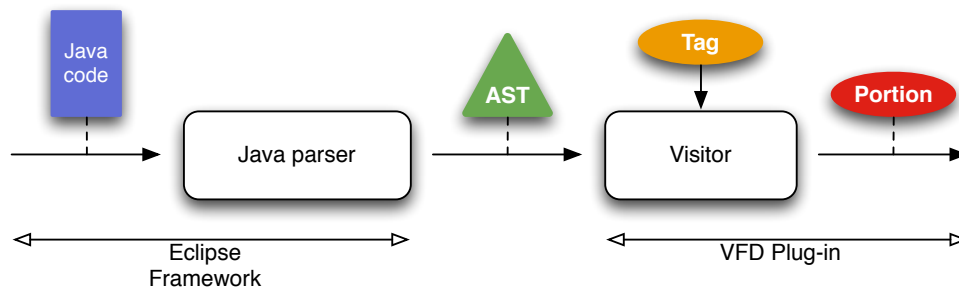 Java
code
Java parser
AST
Tag
Visitor
Portion
Eclipse
Framework
VFD Plug-in